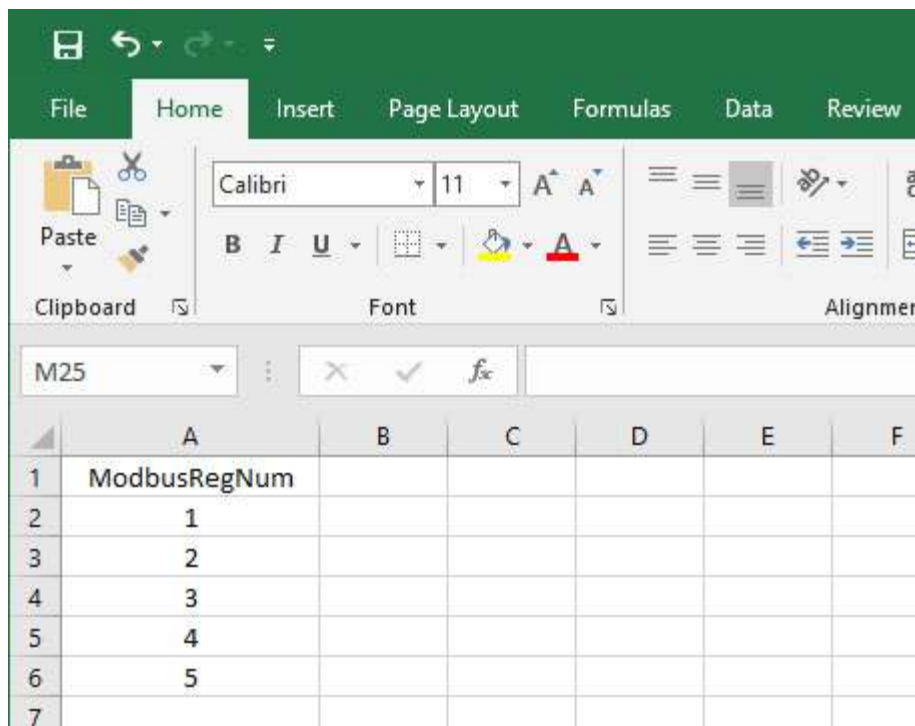 File Home Insert Page Layout Formulas Data Review
Calibri 11 A A
Paste B I U A
Clipboard Font Alignmen
M25 fx
A B C D E F
1 ModbusRegNum
2 1
3 2
4 3
5 4
6 5
7